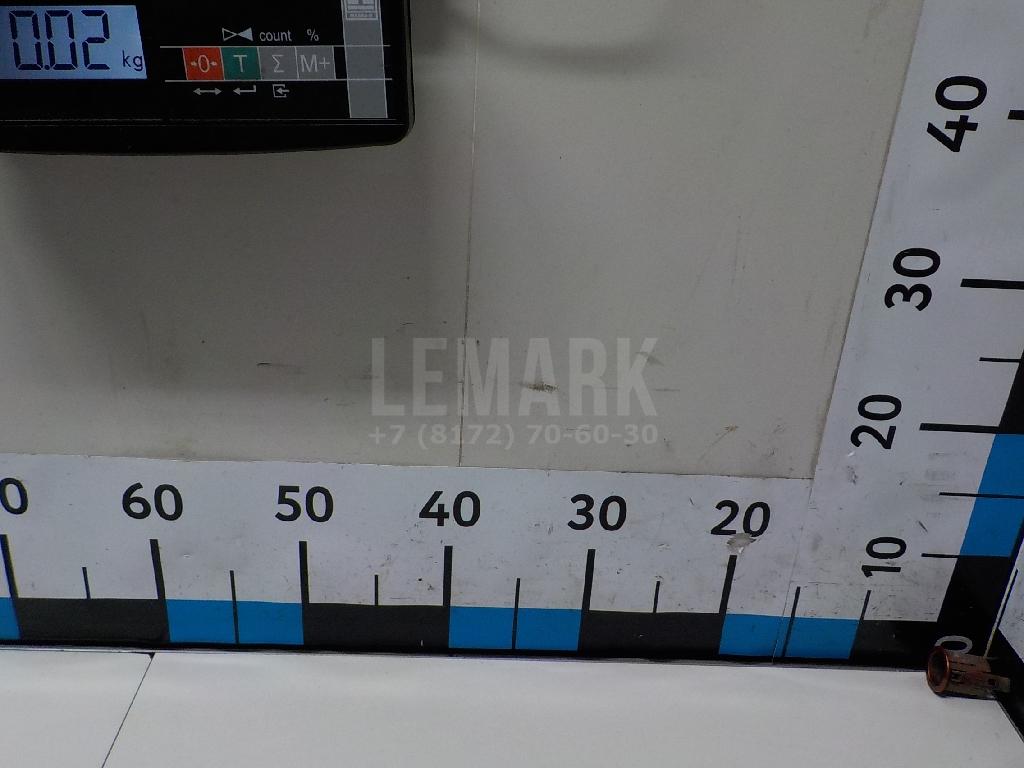 0.02 kg
count %
→0← T Σ M+
40
30
20
10
0
0 60 50 40 30 20
LEMARK
+7 (8172) 70-60-30